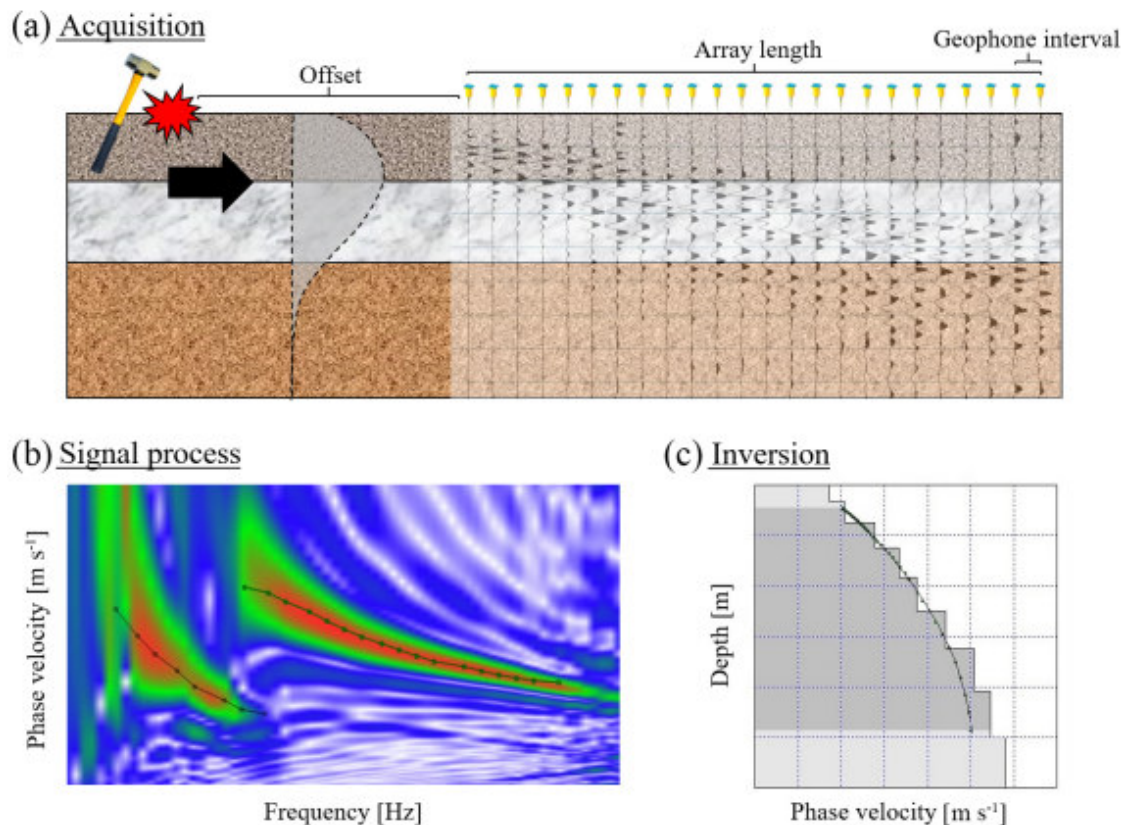 (a) Acquisition
Offset
Array length
Geophone interval
(b) Signal process
Phase velocity [m s⁻¹]
Frequency [Hz]
(c) Inversion
Depth [m]
Phase velocity [m s⁻¹]